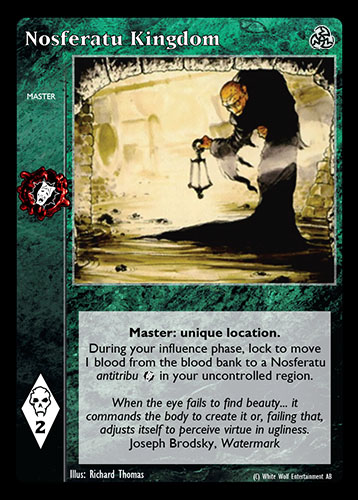 Nosferatu Kingdom
MASTER
Master: unique location.
During your influence phase, lock to move
1 blood from the blood bank to a Nosferatu
antitribu in your uncontrolled region.
When the eye fails to find beauty... it
commands the body to create it or, failing that,
adjusts itself to perceive virtue in ugliness.
Joseph Brodsky, Watermark
2
Illus: Richard Thomas
(C) White Wolf Entertainment AB